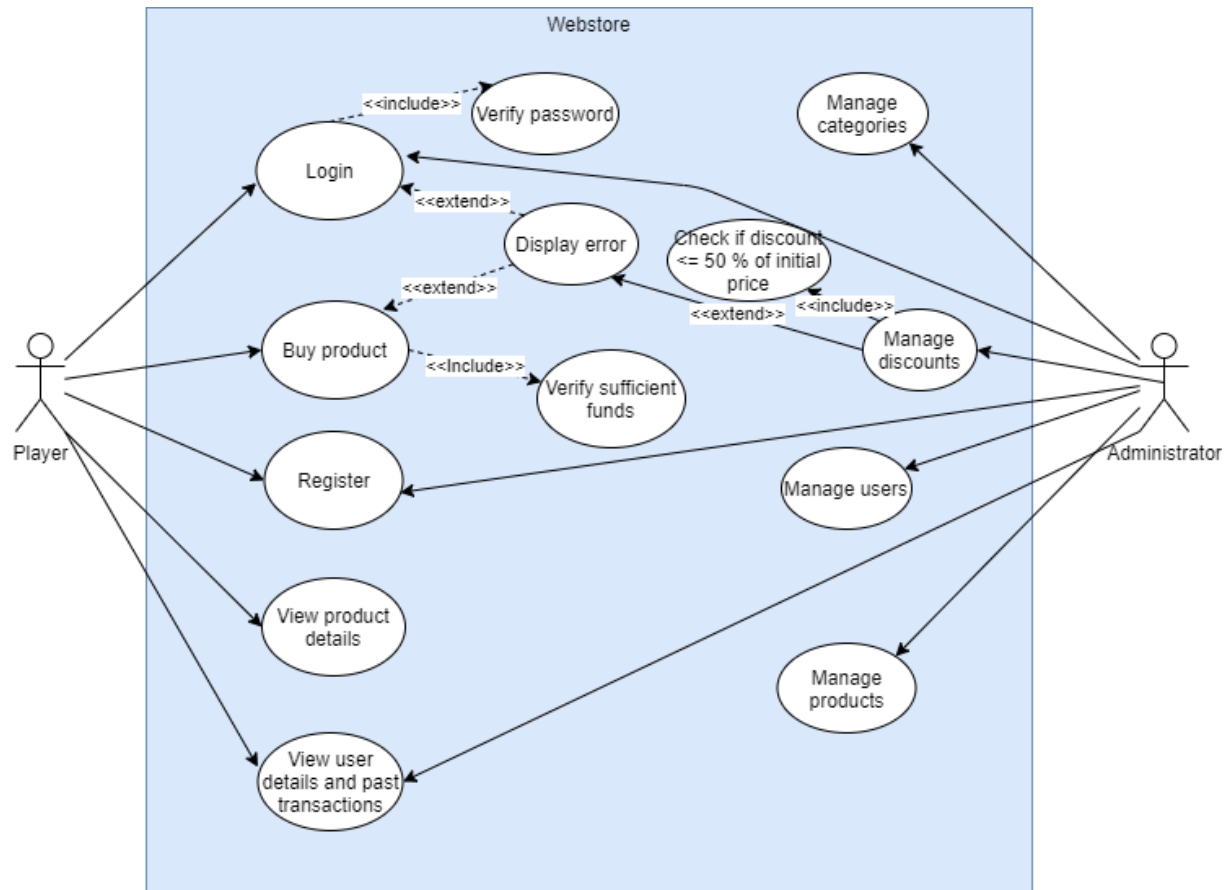 Webstore
<<include>>
Verify password
Manage
categories
Login
<<extend>>
Display error
Check if discount
<= 50 % of initial
price
<<extend>>
<<include>>
<<extend>>
Buy product
<<Include>>
Manage
discounts
Verify sufficient
funds
Player
Administrator
Register
Manage users
View product
details
Manage
products
View user
details and past
transactions